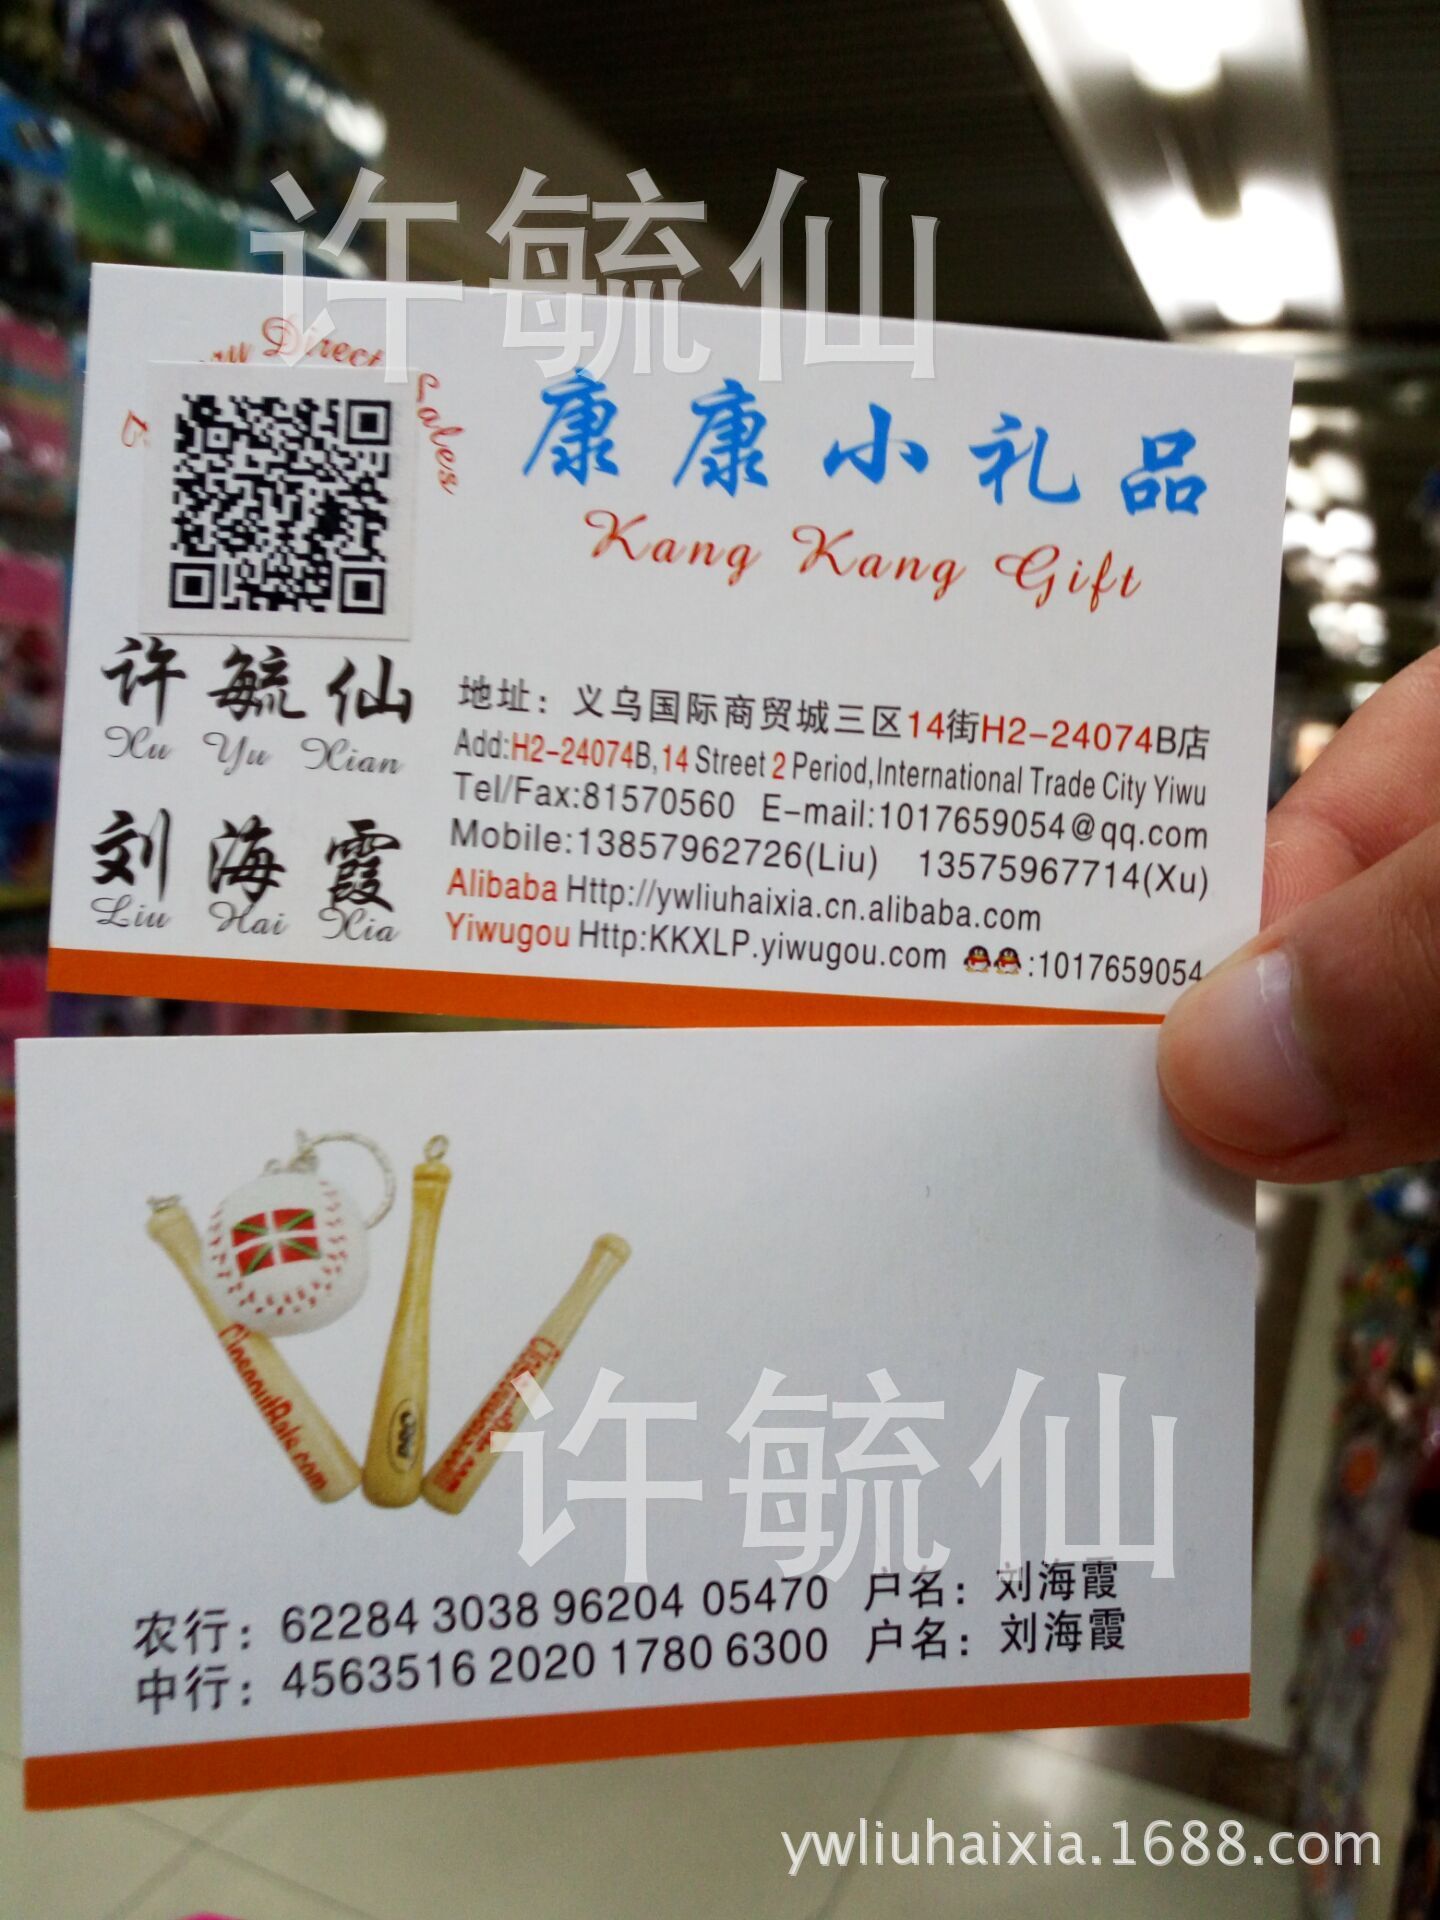 许毓仙
Direct Sales
康康小礼品
Kang Kang Gift
许毓仙
Xu Yu Xian
刘海霞
Liu Hai Xia
地址：义乌国际商贸城三区14街H2-24074B店
Add:H2-24074B,14 Street 2 Period,International Trade City Yiwu
Tel/Fax:81570560 E-mail:1017659054@qq.com
Mobile:13857962726(Liu) 13575967714(Xu)
Alibaba Http://ywliuhaixia.cn.alibaba.com
Yiwugou Http:KKXLP.yiwugou.com :1017659054
CloseoutBats.com
PRO
许毓仙
农行：62284 3038 96204 05470 户名：刘海霞
中行：4563516 2020 1780 6300 户名：刘海霞
ywliuhaixia.1688.com